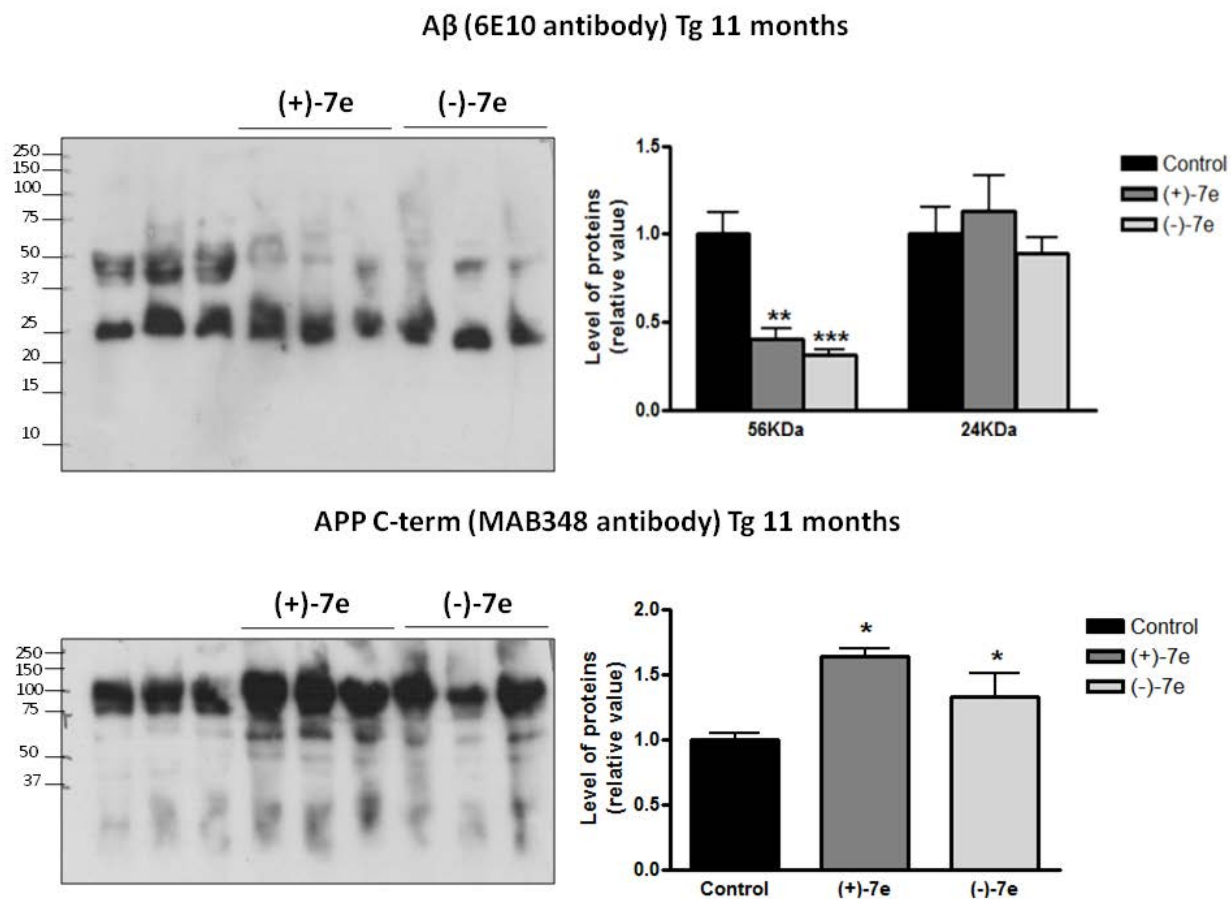 Aβ (6E10 antibody) Tg 11 months
(+)-7e (-)-7e
250
150
100
75
50
37
25
20
15
10
Level of proteins
(relative value)
1.5
1.0
0.5
0.0
** ***
56KDa 24KDa
Control
(+)-7e
(-)-7e
APP C-term (MAB348 antibody) Tg 11 months
(+)-7e (-)-7e
250
150
100
75
50
37
Level of proteins
(relative value)
2.0
1.5
1.0
0.5
0.0
* *
Control (+)-7e (-)-7e
Control
(+)-7e
(-)-7e